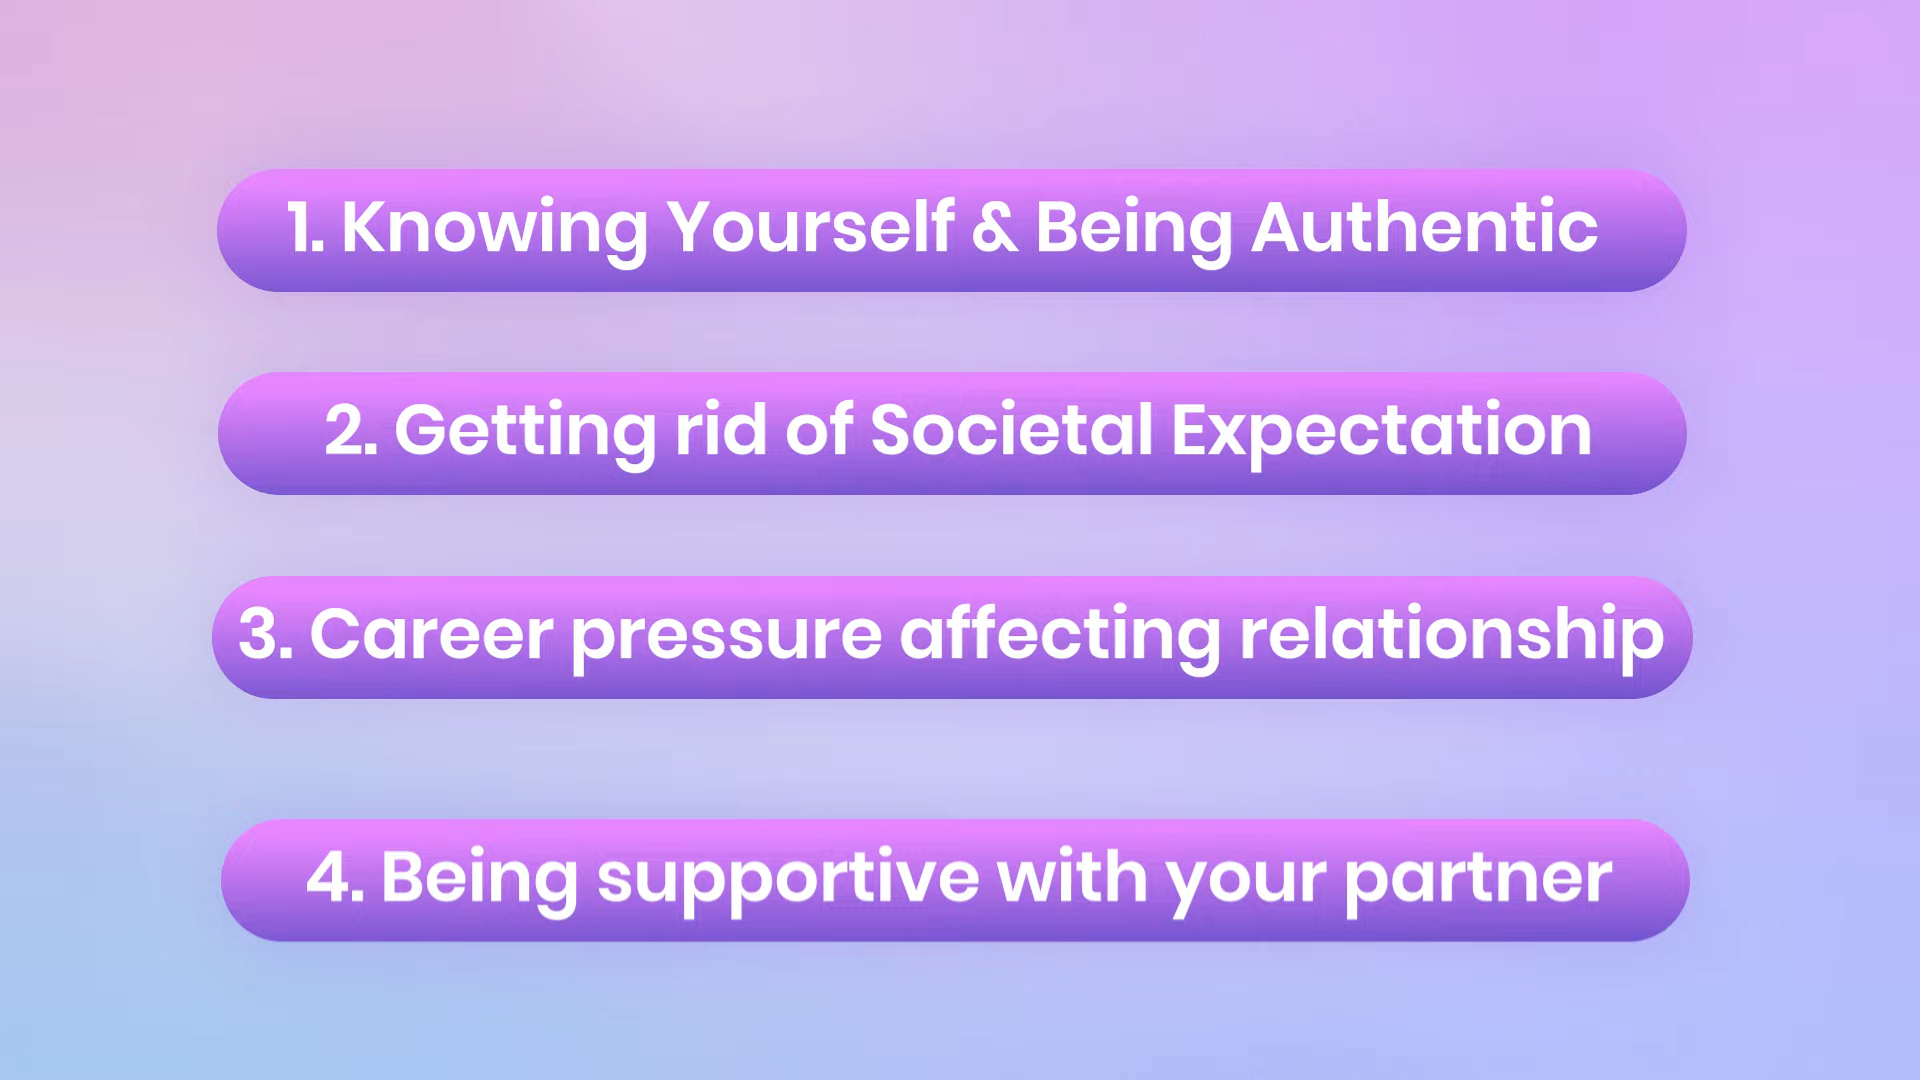 1. Knowing Yourself & Being Authentic
2. Getting rid of Societal Expectation
3. Career pressure affecting relationship
4. Being supportive with your partner